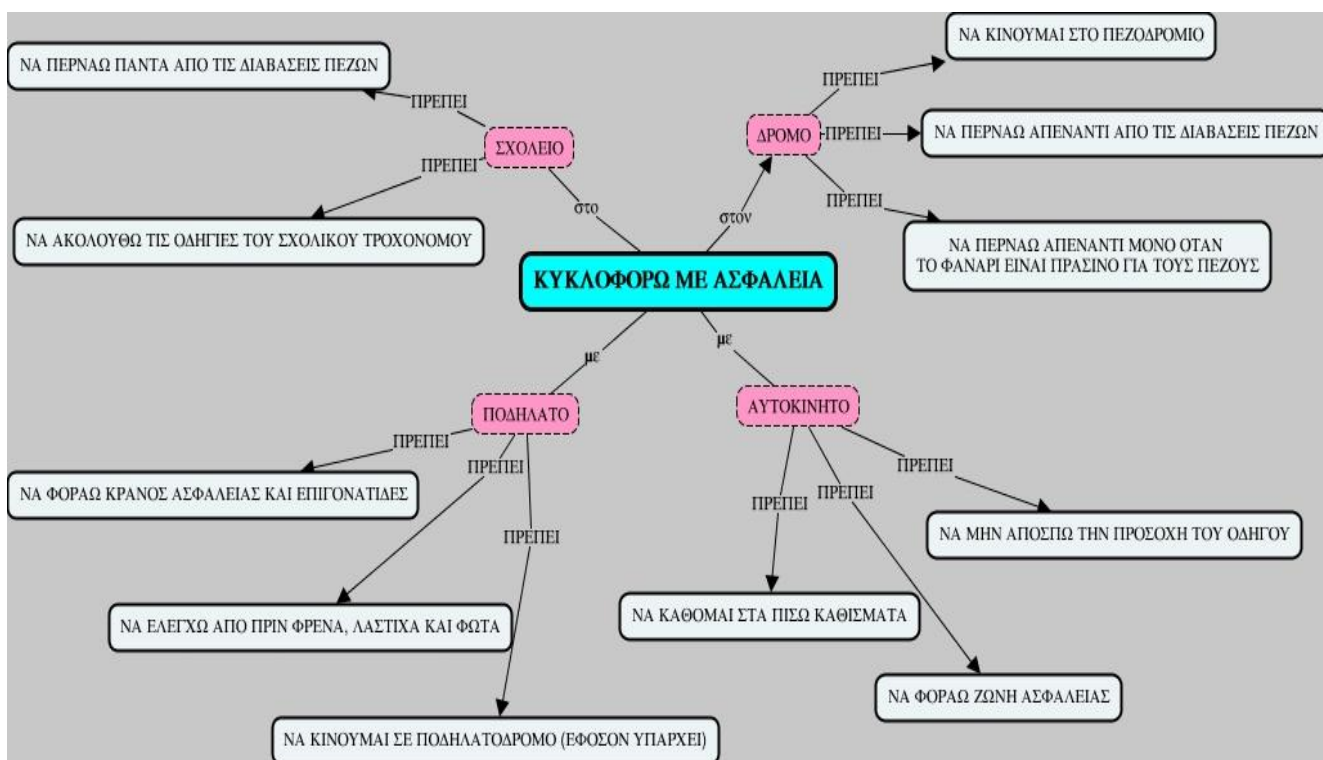 ΝΑ ΚΙΝΟΥΜΑΙ ΣΤΟ ΠΕΖΟΔΡΟΜΙΟ
ΝΑ ΠΕΡΝΑΩ ΠΑΝΤΑ ΑΠΟ ΤΙΣ ΔΙΑΒΑΣΕΙΣ ΠΕΖΩΝ
ΠΡΕΠΕΙ
ΠΡΕΠΕΙ
ΣΧΟΛΕΙΟ
ΔΡΟΜΟ
ΠΡΕΠΕΙ
ΝΑ ΠΕΡΝΑΩ ΑΠΕΝΑΝΤΙ ΑΠΟ ΤΙΣ ΔΙΑΒΑΣΕΙΣ ΠΕΖΩΝ
ΠΡΕΠΕΙ
ΠΡΕΠΕΙ
στο
στον
ΝΑ ΑΚΟΛΟΥΘΩ ΤΙΣ ΟΔΗΓΙΕΣ ΤΟΥ ΣΧΟΛΙΚΟΥ ΤΡΟΧΟΝΟΜΟΥ
ΝΑ ΠΕΡΝΑΩ ΑΠΕΝΑΝΤΙ ΜΟΝΟ ΟΤΑΝ
ΤΟ ΦΑΝΑΡΙ ΕΙΝΑΙ ΠΡΑΣΙΝΟ ΓΙΑ ΤΟΥΣ ΠΕΖΟΥΣ
ΚΥΚΛΟΦΟΡΩ ΜΕ ΑΣΦΑΛΕΙΑ
με
με
ΠΟΔΗΛΑΤΟ
ΑΥΤΟΚΙΝΗΤΟ
ΠΡΕΠΕΙ
ΠΡΕΠΕΙ
ΠΡΕΠΕΙ
ΠΡΕΠΕΙ
ΠΡΕΠΕΙ
ΠΡΕΠΕΙ
ΝΑ ΦΟΡΑΩ ΚΡΑΝΟΣ ΑΣΦΑΛΕΙΑΣ ΚΑΙ ΕΠΙΓΟΝΑΤΙΔΕΣ
ΝΑ ΜΗΝ ΑΠΟΣΠΩ ΤΗΝ ΠΡΟΣΟΧΗ ΤΟΥ ΟΔΗΓΟΥ
ΝΑ ΕΛΕΓΧΩ ΑΠΟ ΠΡΙΝ ΦΡΕΝΑ, ΛΑΣΤΙΧΑ ΚΑΙ ΦΩΤΑ
ΝΑ ΚΑΘΟΜΑΙ ΣΤΑ ΠΙΣΩ ΚΑΘΙΣΜΑΤΑ
ΝΑ ΦΟΡΑΩ ΖΩΝΗ ΑΣΦΑΛΕΙΑΣ
ΝΑ ΚΙΝΟΥΜΑΙ ΣΕ ΠΟΔΗΛΑΤΟΔΡΟΜΟ (ΕΦΟΣΟΝ ΥΠΑΡΧΕΙ)